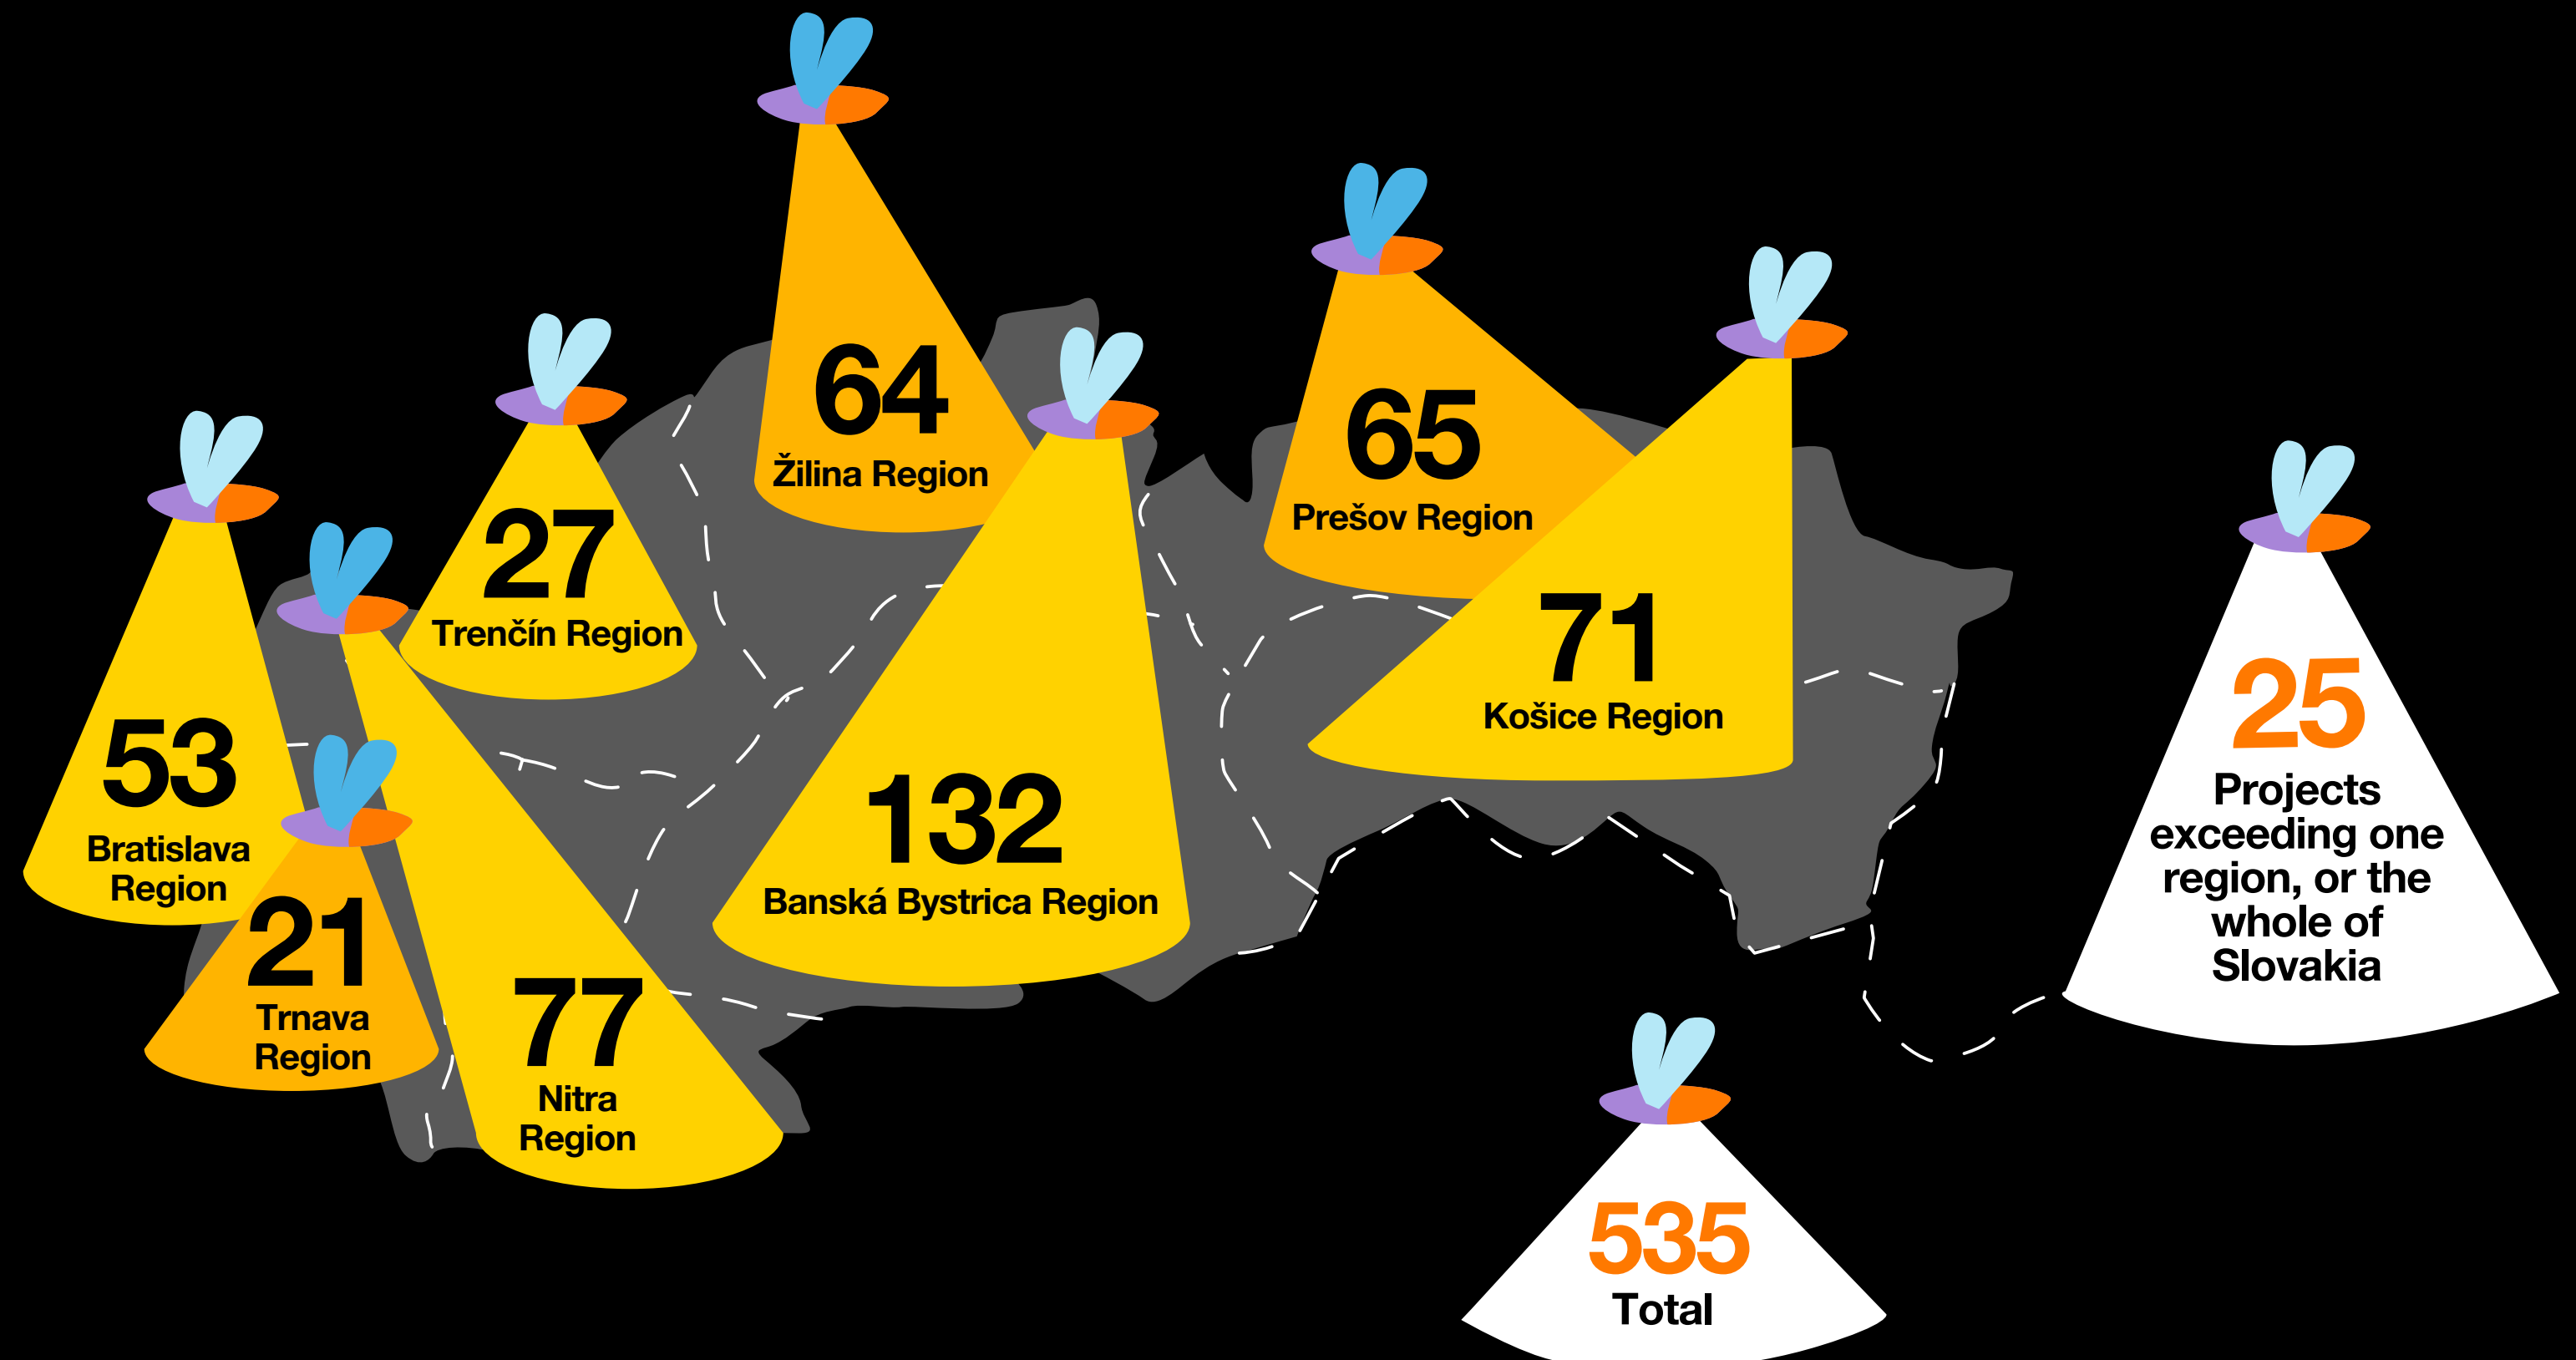 64
Žilina Region
65
Prešov Region
27
Trenčín Region
71
Košice Region
53
Bratislava
Region
132
Banská Bystrica Region
21
Trnava
Region
77
Nitra
Region
25
Projects
exceeding one
region, or the
whole of
Slovakia
535
Total